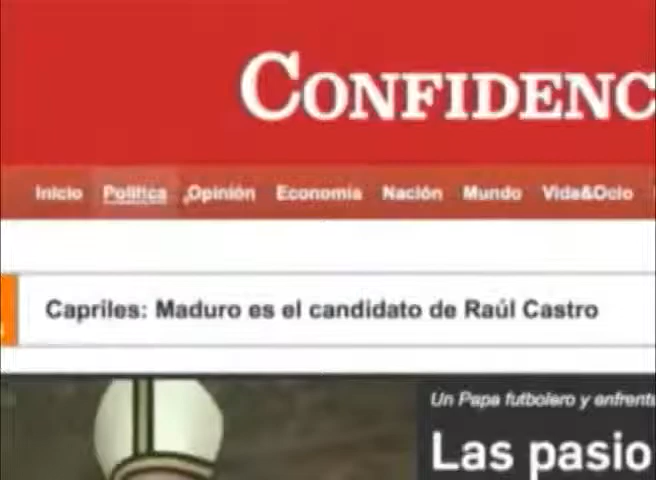 CONFIDENC
Inicio Política Opinión Economía Nación Mundo Vida&Ocio
Capriles: Maduro es el candidato de Raúl Castro
Un Papa futbolero y enfrent
Las pasio